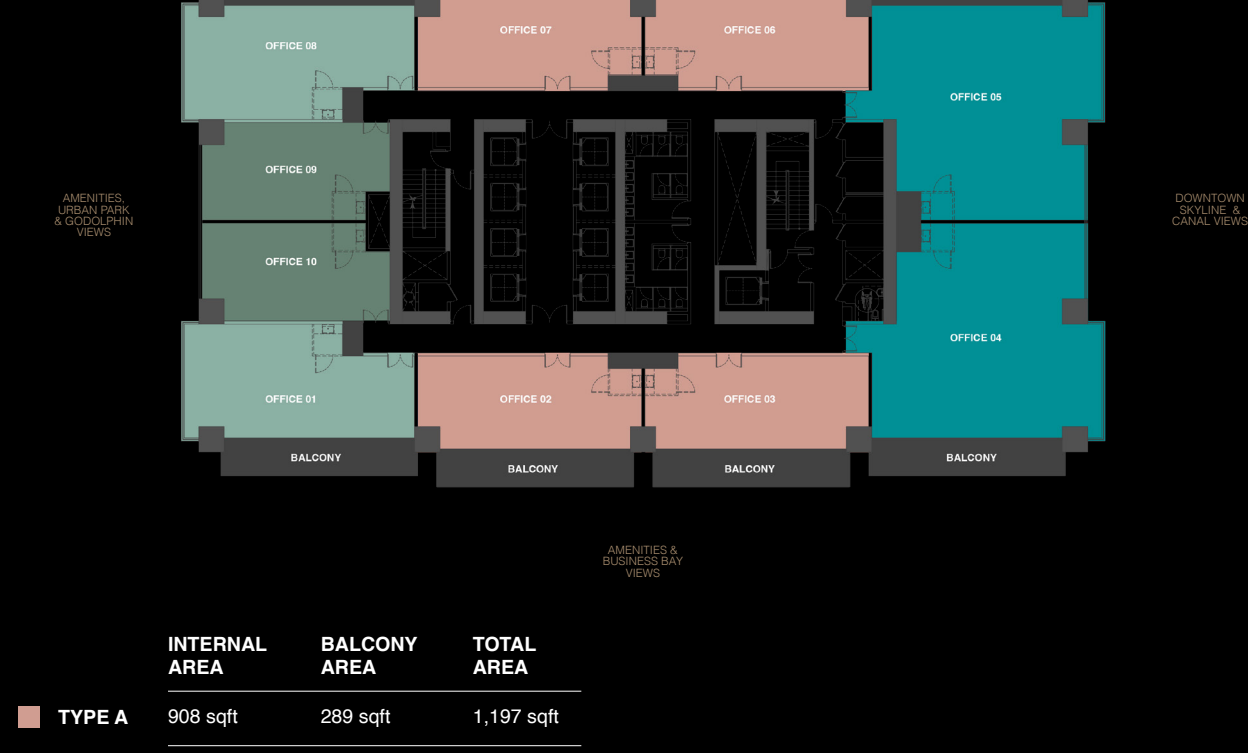 OFFICE 07
OFFICE 06
OFFICE 08
OFFICE 05
OFFICE 09
AMENITIES,
URBAN PARK
& GODOLPHIN
VIEWS
DOWNTOWN
SKYLINE &
CANAL VIEWS
OFFICE 10
OFFICE 04
OFFICE 01
OFFICE 02
OFFICE 03
BALCONY
BALCONY
BALCONY
BALCONY
AMENITIES &
BUSINESS BAY
VIEWS
INTERNAL AREA
BALCONY AREA
TOTAL AREA
TYPE A 908 sqft 289 sqft 1,197 sqft